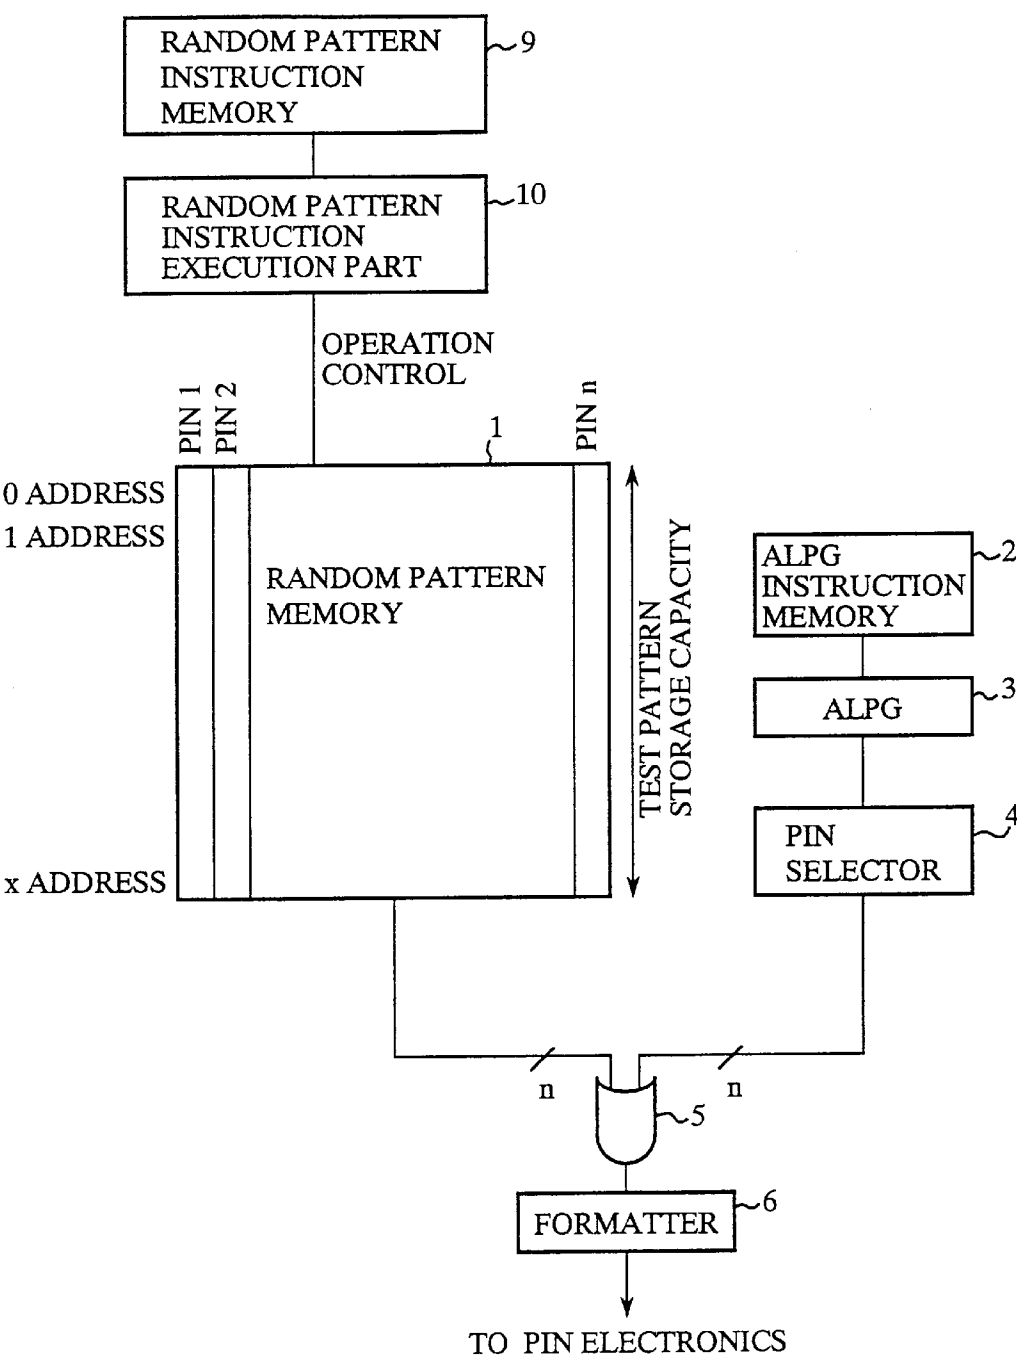 RANDOM PATTERN
INSTRUCTION
MEMORY
9
RANDOM PATTERN
INSTRUCTION
EXECUTION PART
10
OPERATION
CONTROL
PIN 1
PIN 2
1
PIN n
0 ADDRESS
1 ADDRESS
x ADDRESS
RANDOM PATTERN
MEMORY
TEST PATTERN
STORAGE CAPACITY
ALPG
INSTRUCTION
MEMORY
2
ALPG
3
PIN
SELECTOR
4
n
n
5
FORMATTER
6
TO PIN ELECTRONICS